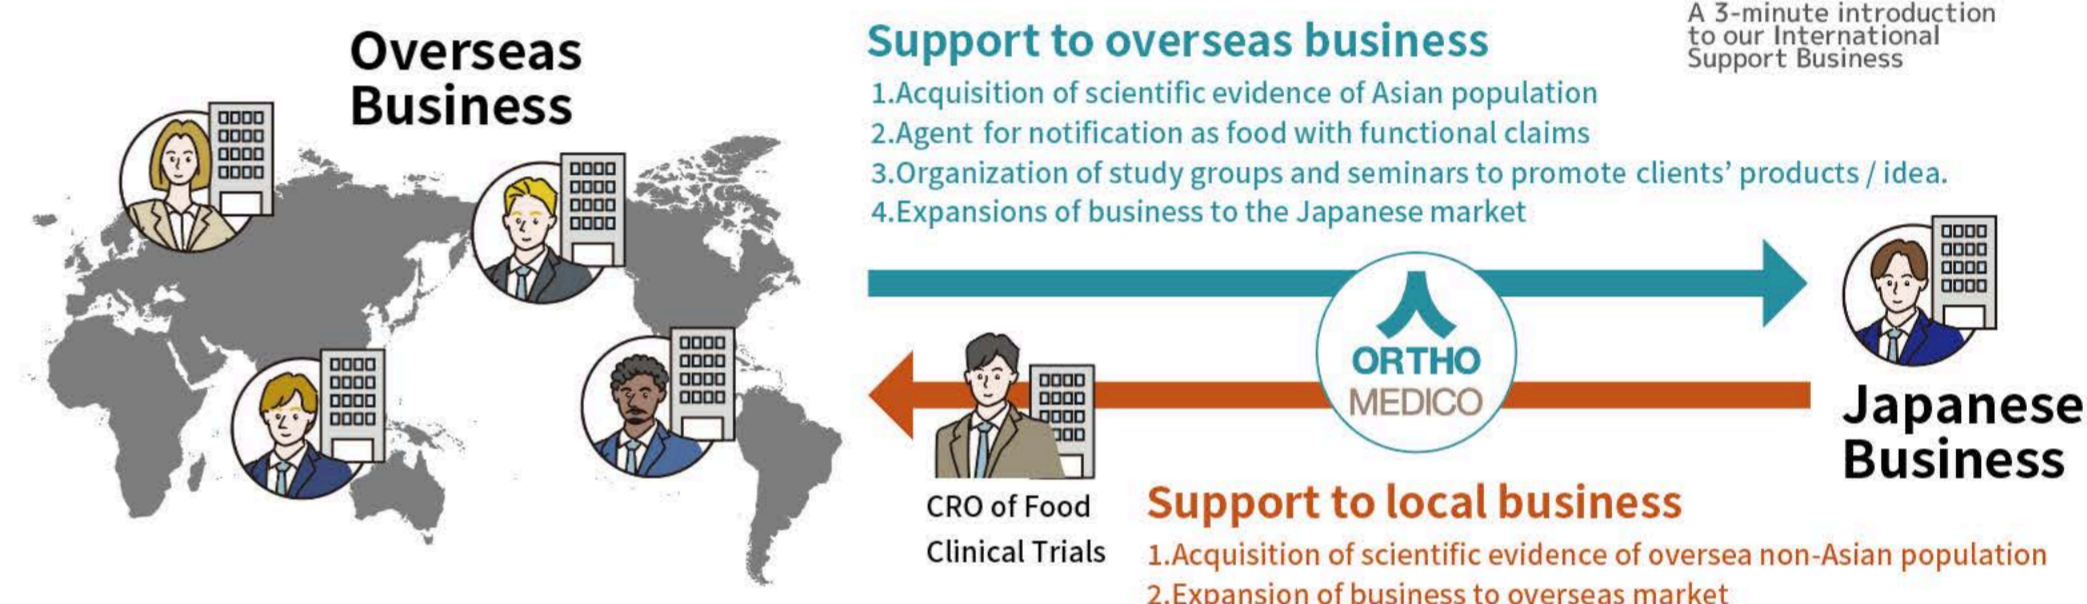 Overseas
Business
Support to overseas business
1.Acquisition of scientific evidence of Asian population
2.Agent for notification as food with functional claims
3.Organization of study groups and seminars to promote clients’ products / idea.
4.Expansions of business to the Japanese market
A 3-minute introduction
to our International
Support Business
ORTHO
MEDICO
Japanese
Business
CRO of Food
Clinical Trials
Support to local business
1.Acquisition of scientific evidence of oversea non-Asian population
2.Expansion of business to overseas market